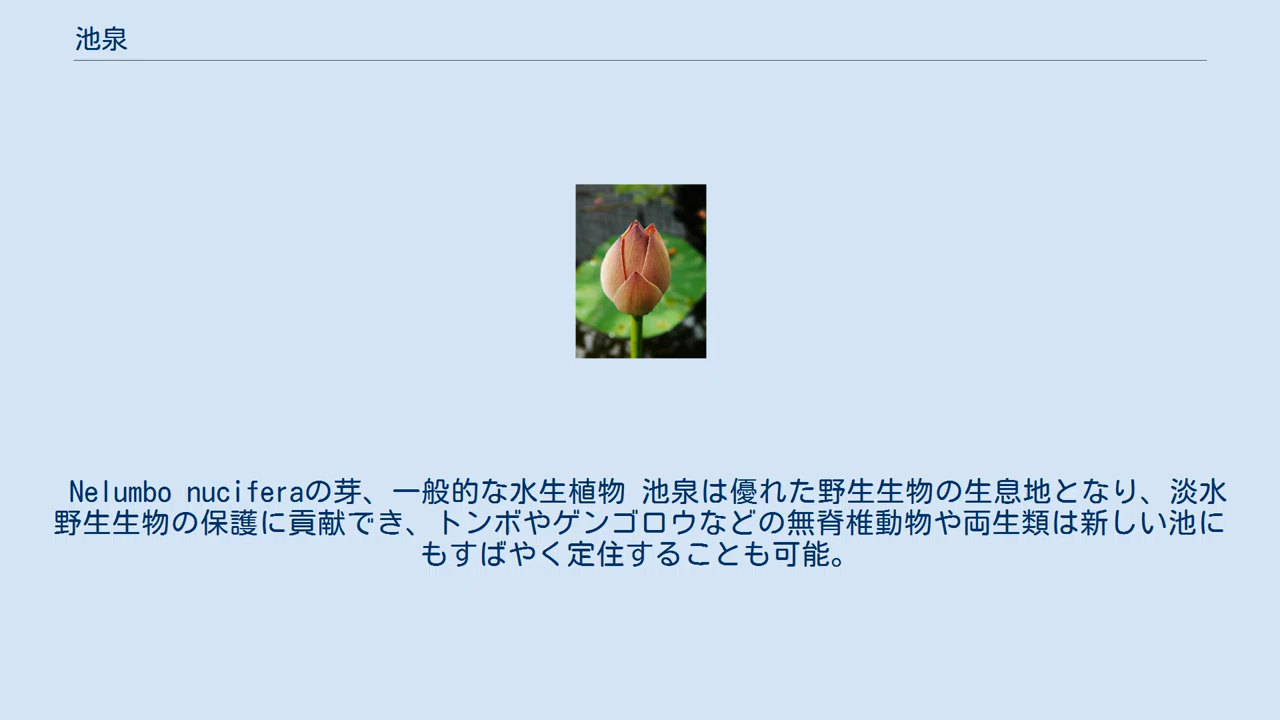 池泉
Nelumbo nuciferaの芽、一般的な水生植物 池泉は優れた野生生物の生息地となり、淡水
野生生物の保護に貢献でき、トンボやゲンゴロウなどの無脊椎動物や両生類は新しい池に
もすばやく定住することも可能。